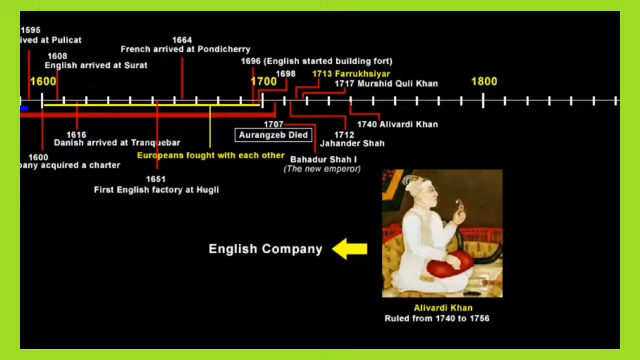 1595
ived at Pulicat
1664
French arrived at Pondicherry
1608
English arrived at Surat
1696 (English started building fort)
1698
1713 Farrukhsiyar
1717 Murshid Quli Khan
1600
1700
1800
1707
Aurangzeb Died
1740 Alivardi Khan
1712
Jahander Shah
1616
Danish arrived at Tranquebar
Europeans fought with each other
Bahadur Shah I
(The new emperor)
1600
pany acquired a charter
1651
First English factory at Hugli
English Company
Alivardi Khan
Ruled from 1740 to 1756